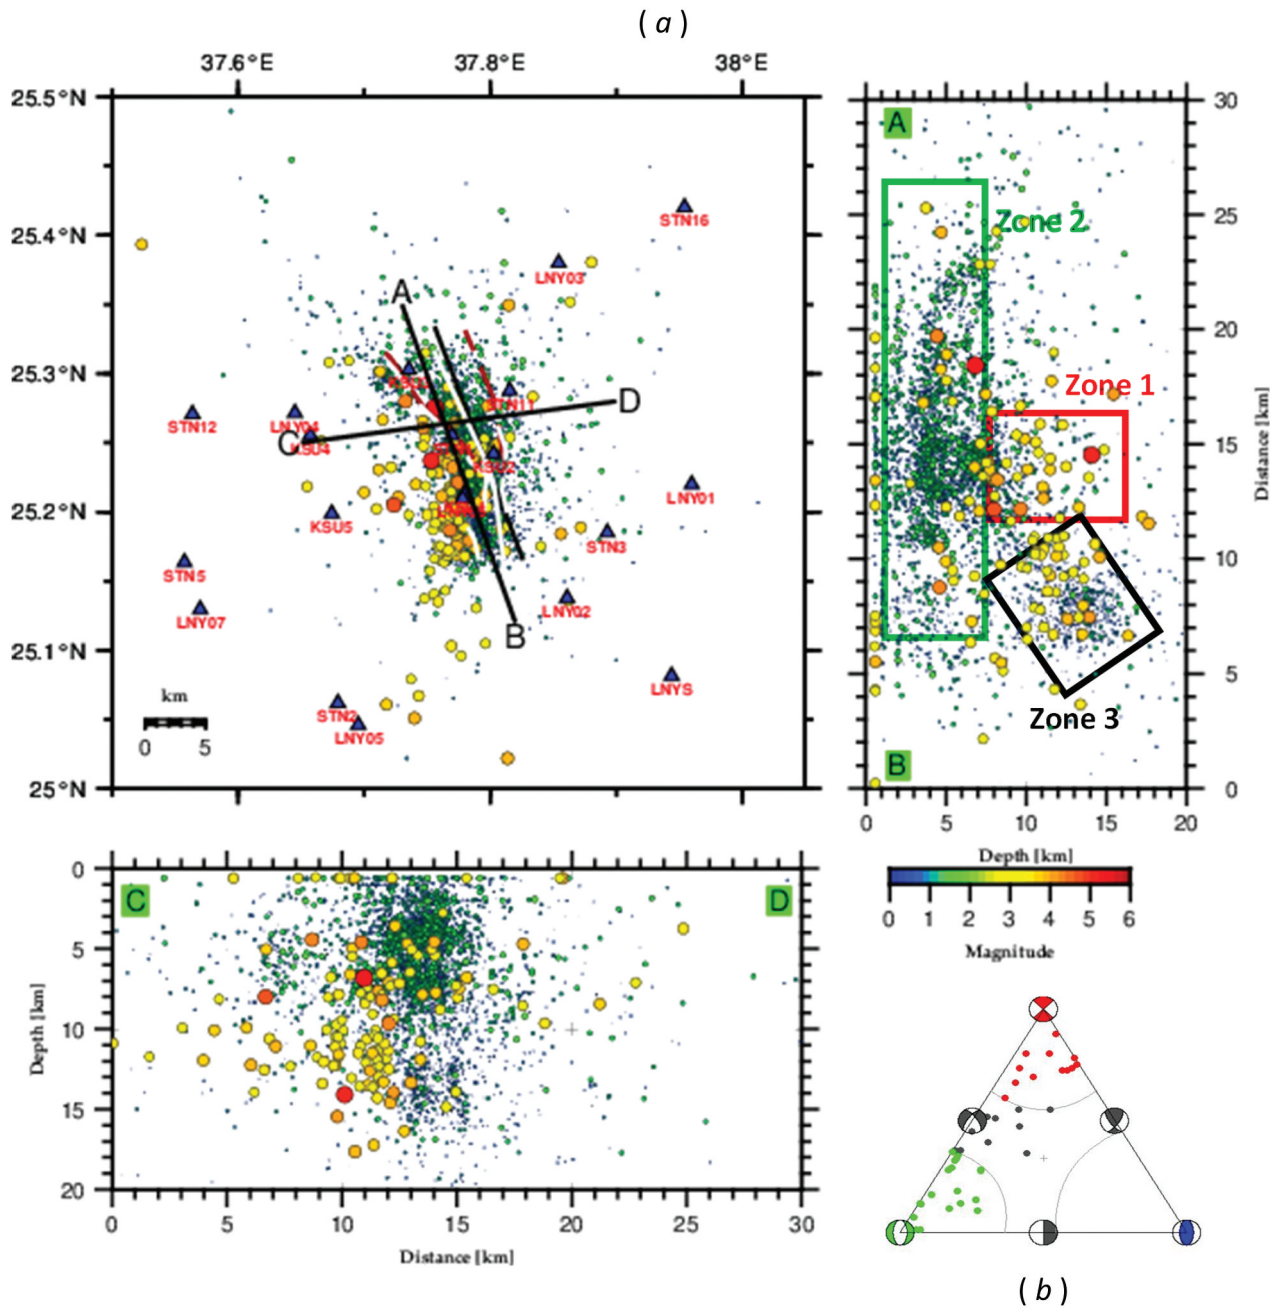 ( a )
37.6°E 37.8°E 38°E
25.5°N
25.4°N
25.3°N
25.2°N
25.1°N
25°N
STN16
LNY03
A
D
STN11
STN12
LNY04
C
KSU4
KSU2
LNY01
KSU5
STN3
STN5
LNY02
LNY07
B
LNYS
STN2
LNY05
km
0 5
A
Zone 2
Zone 1
Zone 3
B
30
25
20
15
10
5
0
Distance [km]
0 5 10 15 20
Depth [km]
0 1 2 3 4 5 6
Magnitude
C
D
0
5
10
15
20
Depth [km]
0 5 10 15 20 25 30
Distance [km]
( b )